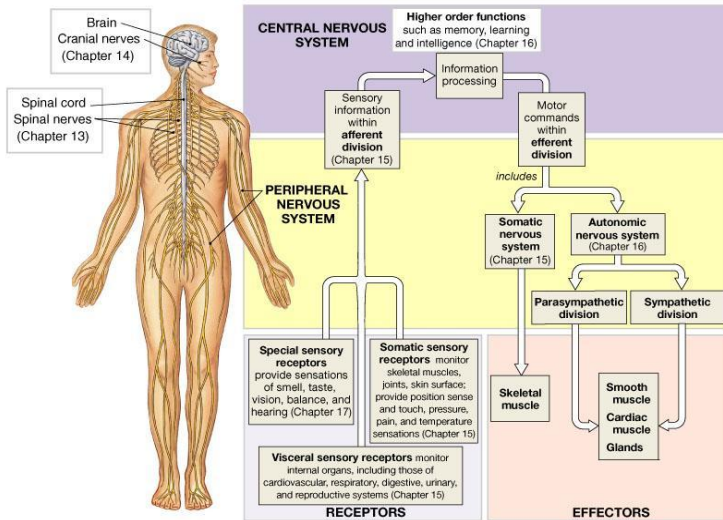 Brain
Cranial nerves
(Chapter 14)
Spinal cord
Spinal nerves
(Chapter 13)
PERIPHERAL
NERVOUS
SYSTEM
CENTRAL NERVOUS
SYSTEM
Higher order functions
such as memory, learning
and intelligence (Chapter 16)
Information
processing
Sensory
information
within
afferent
division
(Chapter 15)
Motor
commands
within
efferent
division
includes
Somatic
nervous
system
(Chapter 15)
Autonomic
nervous system
(Chapter 16)
Parasympathetic
division
Sympathetic
division
Special sensory
receptors
provide sensations
of smell, taste,
vision, balance, and
hearing (Chapter 17)
Somatic sensory
receptors monitor
skeletal muscles,
joints, skin surface;
provide position sense
and touch, pressure,
pain, and temperature
sensations (Chapter 15)
Visceral sensory receptors monitor
internal organs, including those of
cardiovascular, respiratory, digestive, urinary,
and reproductive systems (Chapter 15)
RECEPTORS
Skeletal
muscle
Smooth
muscle
Cardiac
muscle
Glands
EFFECTORS